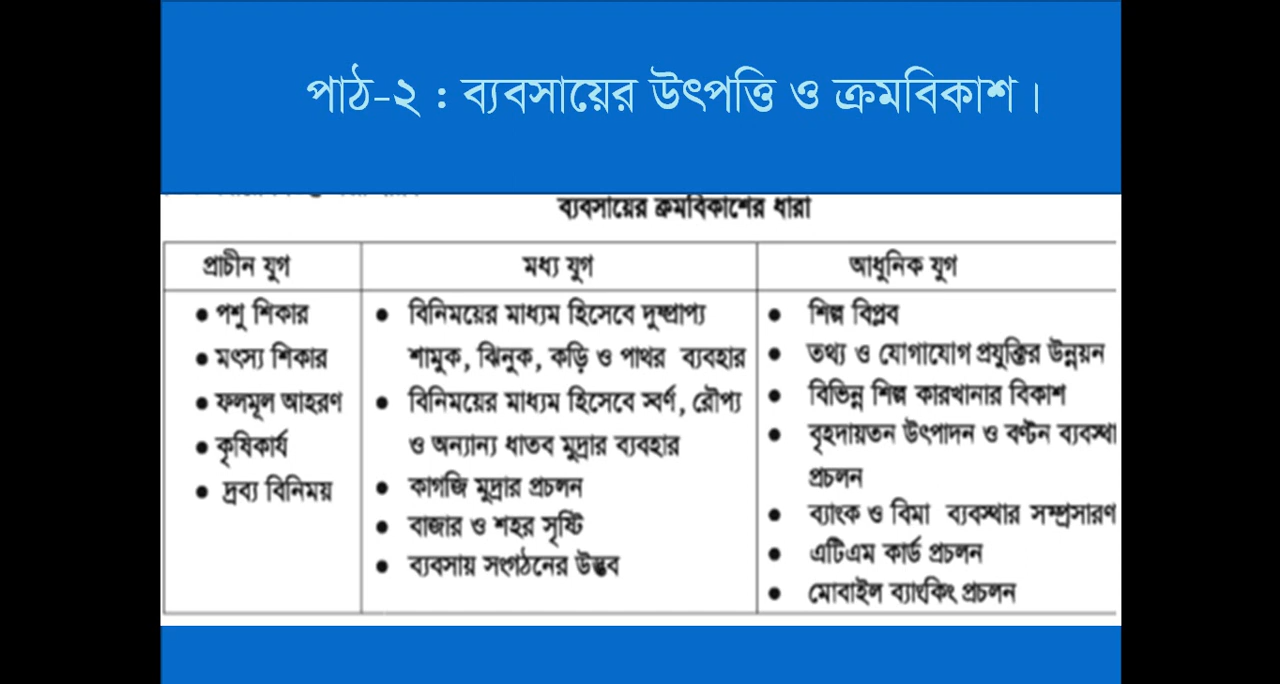 পাঠ-২ : ব্যবসায়ের উৎপত্তি ও ক্রমবিকাশ।
ব্যবসায়ের ক্রমবিকাশের ধারা
প্রাচীন যুগ
● পশু শিকার
● মৎস্য শিকার
● ফলমূল আহরণ
● কৃষিকার্য
● দ্রব্য বিনিময়
মধ্য যুগ
● বিনিময়ের মাধ্যম হিসেবে দুষ্প্রাপ্য
শামুক, ঝিনুক, কড়ি ও পাথর ব্যবহার
● বিনিময়ের মাধ্যম হিসেবে স্বর্ণ, রৌপ্য
ও অন্যান্য ধাতব মুদ্রার ব্যবহার
● কাগজি মুদ্রার প্রচলন
● বাজার ও শহর সৃষ্টি
● ব্যবসায় সংগঠনের উদ্ভব
আধুনিক যুগ
● শিল্প বিপ্লব
● তথ্য ও যোগাযোগ প্রযুক্তির উন্নয়ন
● বিভিন্ন শিল্প কারখানার বিকাশ
● বৃহদায়তন উৎপাদন ও বণ্টন ব্যবস্থা
প্রচলন
● ব্যাংক ও বিমা ব্যবস্থার সম্প্রসারণ
● এটিএম কার্ড প্রচলন
● মোবাইল ব্যাংকিং প্রচলন